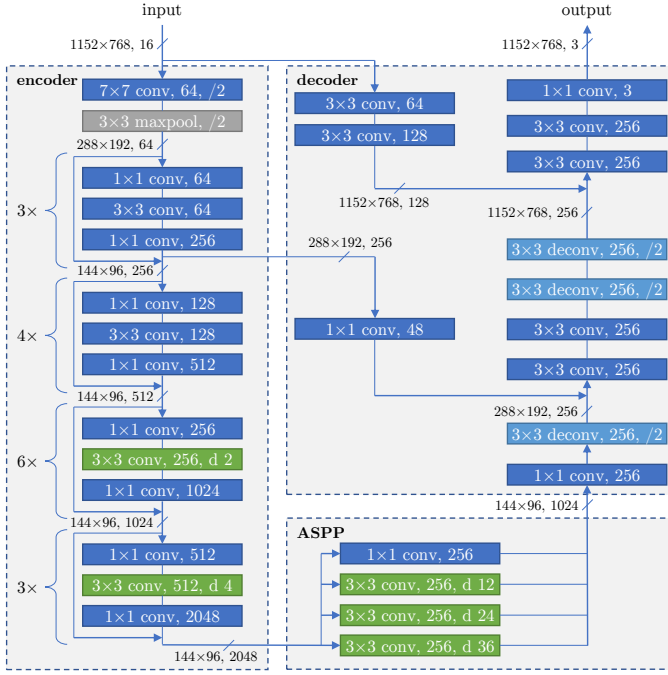 input
1152×768, 16
encoder
7×7 conv, 64, /2
3×3 maxpool, /2
288×192, 64
3×
1×1 conv, 64
3×3 conv, 64
1×1 conv, 256
144×96, 256
4×
1×1 conv, 128
3×3 conv, 128
1×1 conv, 512
144×96, 512
6×
1×1 conv, 256
3×3 conv, 256, d 2
1×1 conv, 1024
144×96, 1024
3×
1×1 conv, 512
3×3 conv, 512, d 4
1×1 conv, 2048
144×96, 2048
output
1152×768, 3
decoder
3×3 conv, 64
3×3 conv, 128
1152×768, 128
288×192, 256
1×1 conv, 48
1×1 conv, 3
3×3 conv, 256
3×3 conv, 256
1152×768, 256
3×3 deconv, 256, /2
3×3 deconv, 256, /2
3×3 conv, 256
3×3 conv, 256
288×192, 256
3×3 deconv, 256, /2
1×1 conv, 256
144×96, 1024
ASPP
1×1 conv, 256
3×3 conv, 256, d 12
3×3 conv, 256, d 24
3×3 conv, 256, d 36